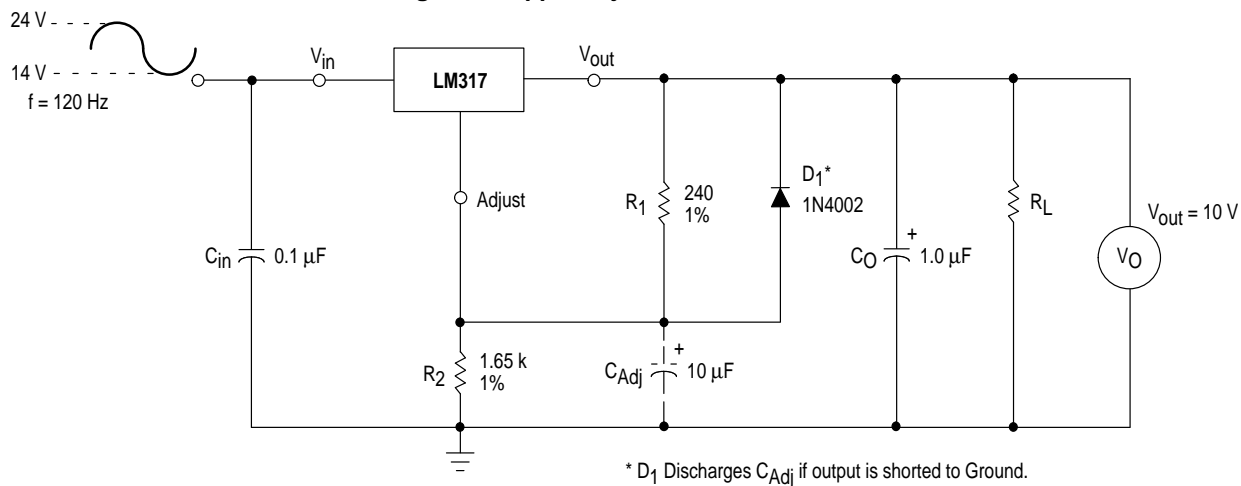 24 V
14 V
f = 120 Hz
Vin
LM317
Vout
Adjust
Cin
0.1 μF
R1
240
1%
D1*
1N4002
CO
+
1.0 μF
RL
Vout = 10 V
VO
R2
1.65 k
1%
CAdj
+
10 μF
* D1 Discharges CAdj if output is shorted to Ground.